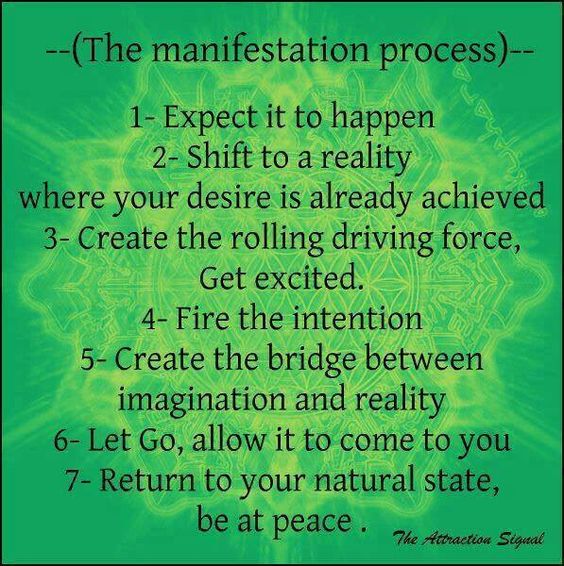 --(The manifestation process)--
1- Expect it to happen
2- Shift to a reality
where your desire is already achieved
3- Create the rolling driving force,
Get excited.
4- Fire the intention
5- Create the bridge between
imagination and reality
6- Let Go, allow it to come to you
7- Return to your natural state,
be at peace .
The Attraction Signal